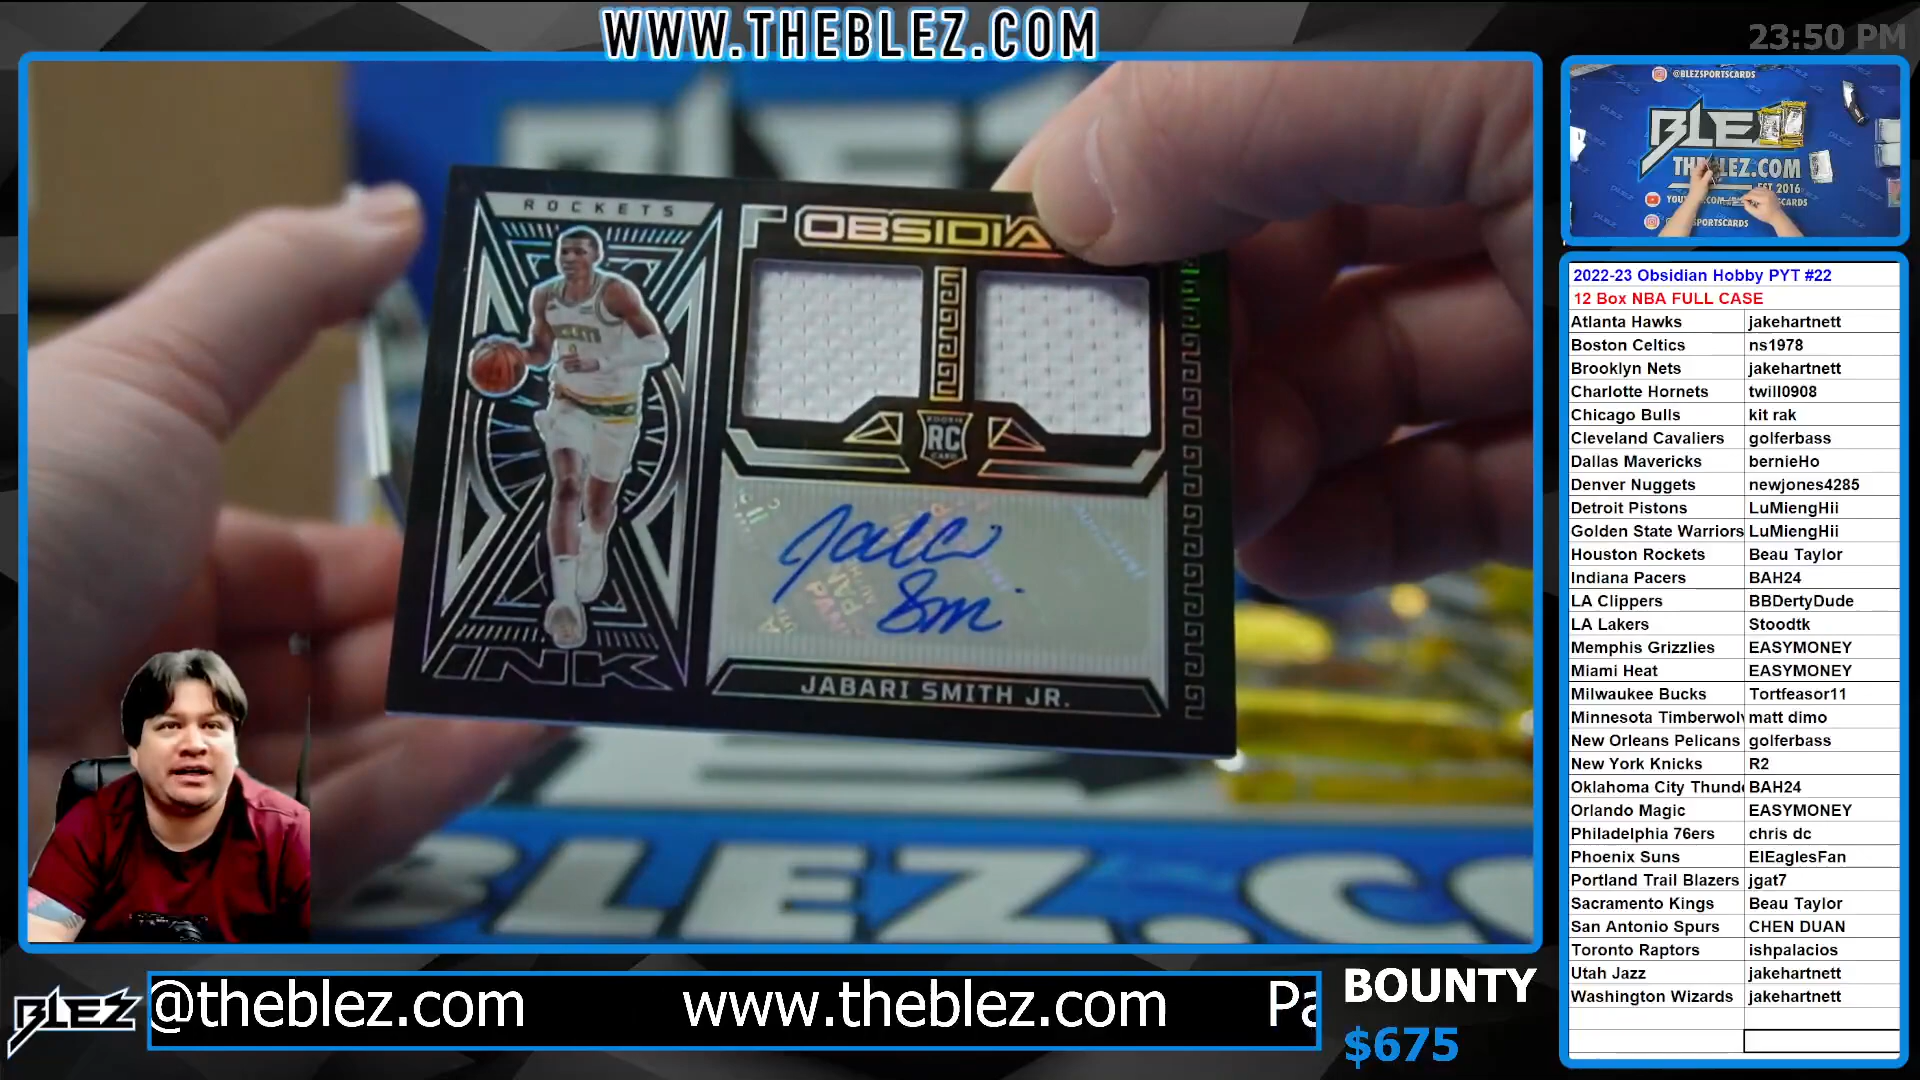 WWW.THEBLEZ.COM
23:50 PM
@BLEZSPORTSCARDS
BLEZ
THEBLEZ.COM
EST 2016
ROCKETS
OBSIDIA
RC
INK
JABARI SMITH JR.
BLEZ.C
2022-23 Obsidian Hobby PYT #22
12 Box NBA FULL CASE
Atlanta Hawks jakehartnett
Boston Celtics ns1978
Brooklyn Nets jakehartnett
Charlotte Hornets twill0908
Chicago Bulls kit rak
Cleveland Cavaliers golferbass
Dallas Mavericks bernieHo
Denver Nuggets newjones4285
Detroit Pistons LuMiengHii
Golden State Warriors LuMiengHii
Houston Rockets Beau Taylor
Indiana Pacers BAH24
LA Clippers BBDertyDude
LA Lakers Stoodtk
Memphis Grizzlies EASYMONEY
Miami Heat EASYMONEY
Milwaukee Bucks Tortfeasor11
Minnesota Timberwolv matt dimo
New Orleans Pelicans golferbass
New York Knicks R2
Oklahoma City Thund BAH24
Orlando Magic EASYMONEY
Philadelphia 76ers chris dc
Phoenix Suns ElEaglesFan
Portland Trail Blazers jgat7
Sacramento Kings Beau Taylor
San Antonio Spurs CHEN DUAN
Toronto Raptors ishpalacios
Utah Jazz jakehartnett
Washington Wizards jakehartnett
BLEZ
@theblez.com www.theblez.com Pa
BOUNTY
$675